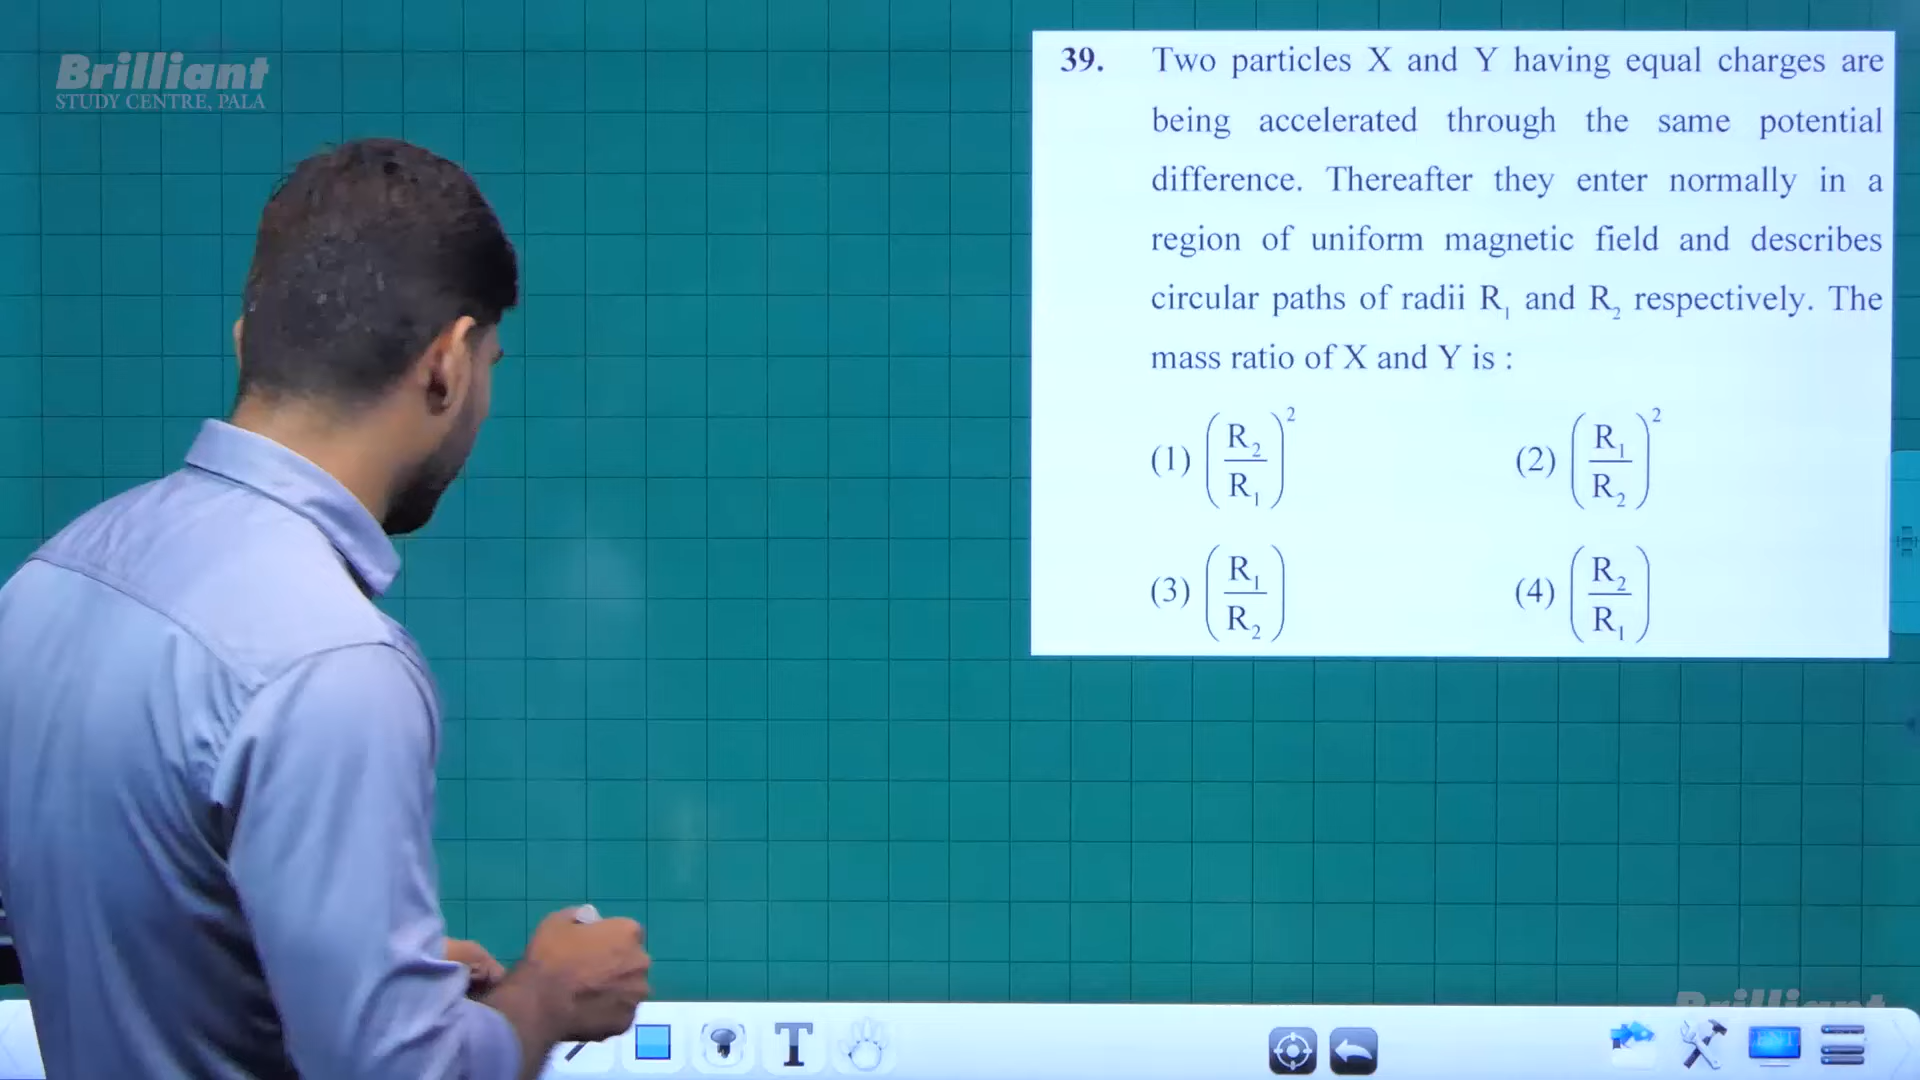 Brilliant
STUDY CENTRE, PALA
39. Two particles X and Y having equal charges are
being accelerated through the same potential
difference. Thereafter they enter normally in a
region of uniform magnetic field and describes
circular paths of radii R₁ and R₂ respectively. The
mass ratio of X and Y is :
(1) (R₂/R₁)² (2) (R₁/R₂)²
(3) (R₁/R₂) (4) (R₂/R₁)
Brilliant
T